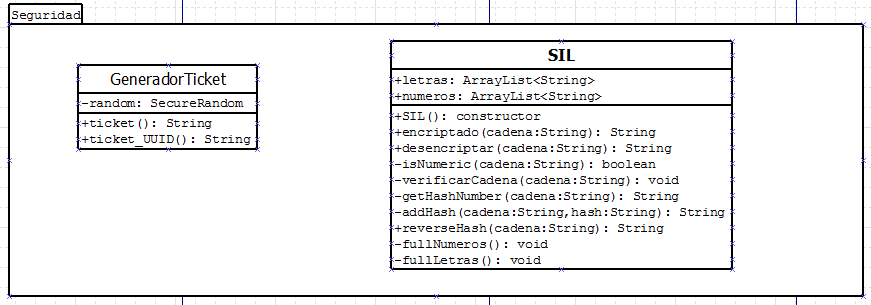 Seguridad
GeneradorTicket
-random: SecureRandom
+ticket(): String
+ticket_UUID(): String
SIL
+letras: ArrayList<String>
+numeros: ArrayList<String>
+SIL(): constructor
+encriptado(cadena:String): String
+desencriptar(cadena:String): String
-isNumeric(cadena:String): boolean
-verificarCadena(cadena:String): void
-getHashNumber(cadena:String): String
-addHash(cadena:String,hash:String): String
+reverseHash(cadena:String): String
-fullNumeros(): void
-fullLetras(): void